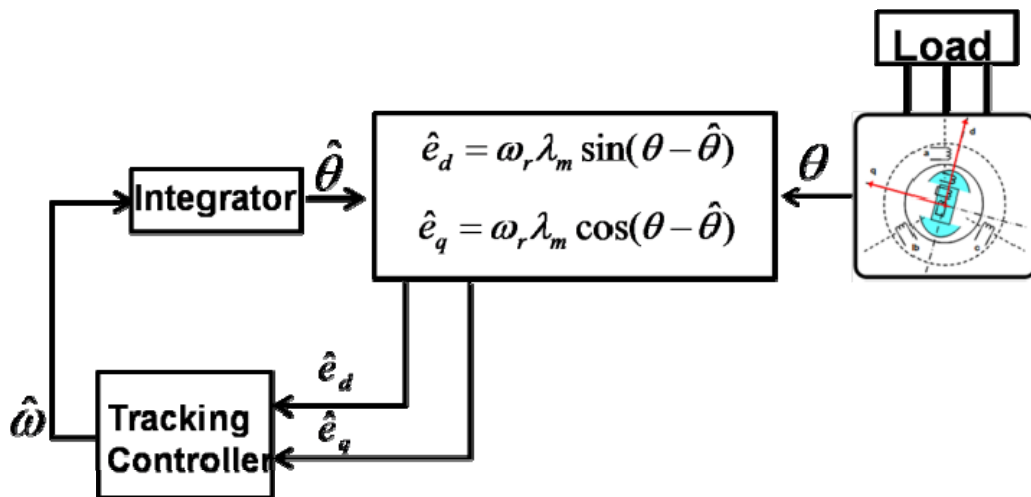 Load
ê_d = ω_r λ_m sin(θ − θ̂)
ê_q = ω_r λ_m cos(θ − θ̂)
θ̂
θ
Integrator
d
a
q
b
c
ê_d
ê_q
ω̂
Tracking
Controller